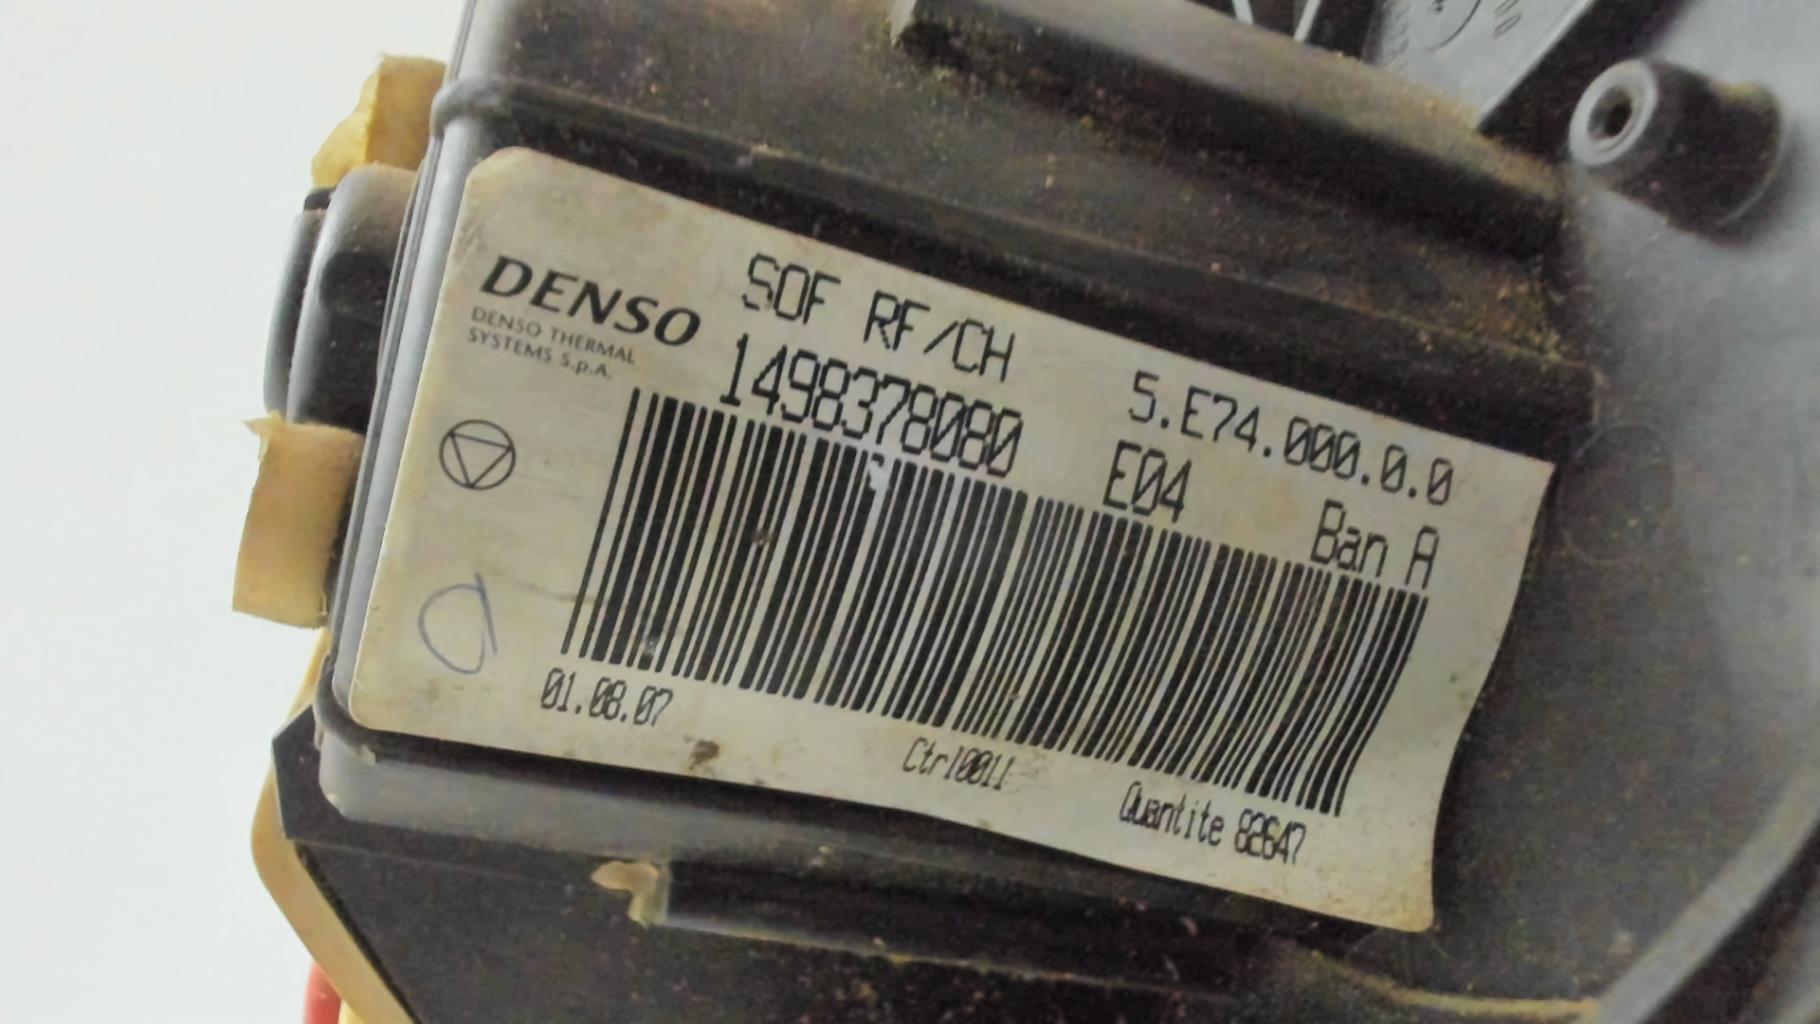 DENSO
DENSO THERMAL
SYSTEMS S.p.A.
SOF RF/CH
5.E74.000.0.0
1498378080
E04
Ban A
01.08.07
Ctrl0011
Quantite 82647